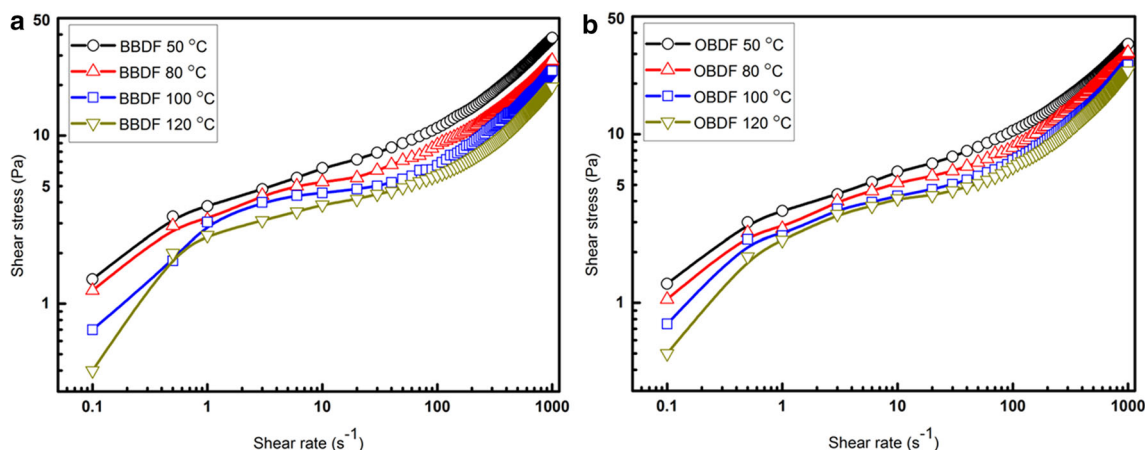 a
50
10
5
1
Shear stress (Pa)
BBDF 50 °C
BBDF 80 °C
BBDF 100 °C
BBDF 120 °C
0.1
1
10
100
1000
Shear rate (s⁻¹)
b
50
10
5
1
Shear stress (Pa)
OBDF 50 °C
OBDF 80 °C
OBDF 100 °C
OBDF 120 °C
0.1
1
10
100
1000
Shear rate (s⁻¹)